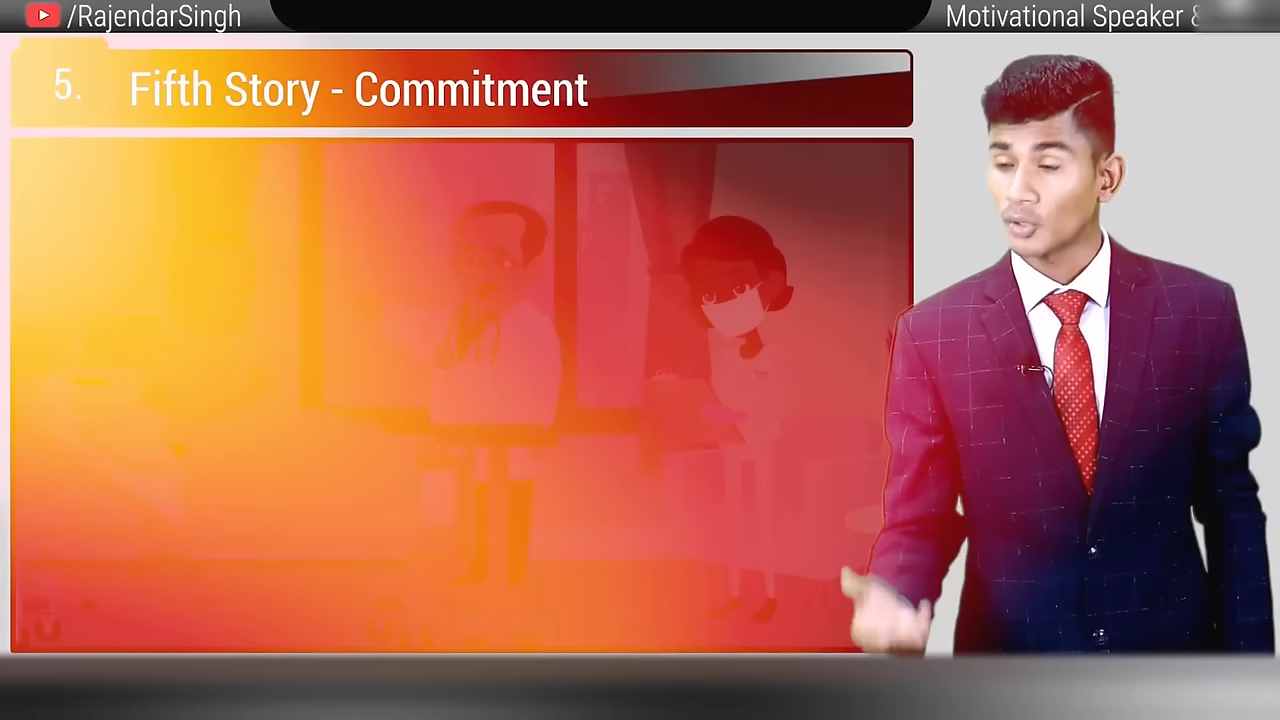 /RajendarSingh
Motivational Speaker &
5. Fifth Story - Commitment